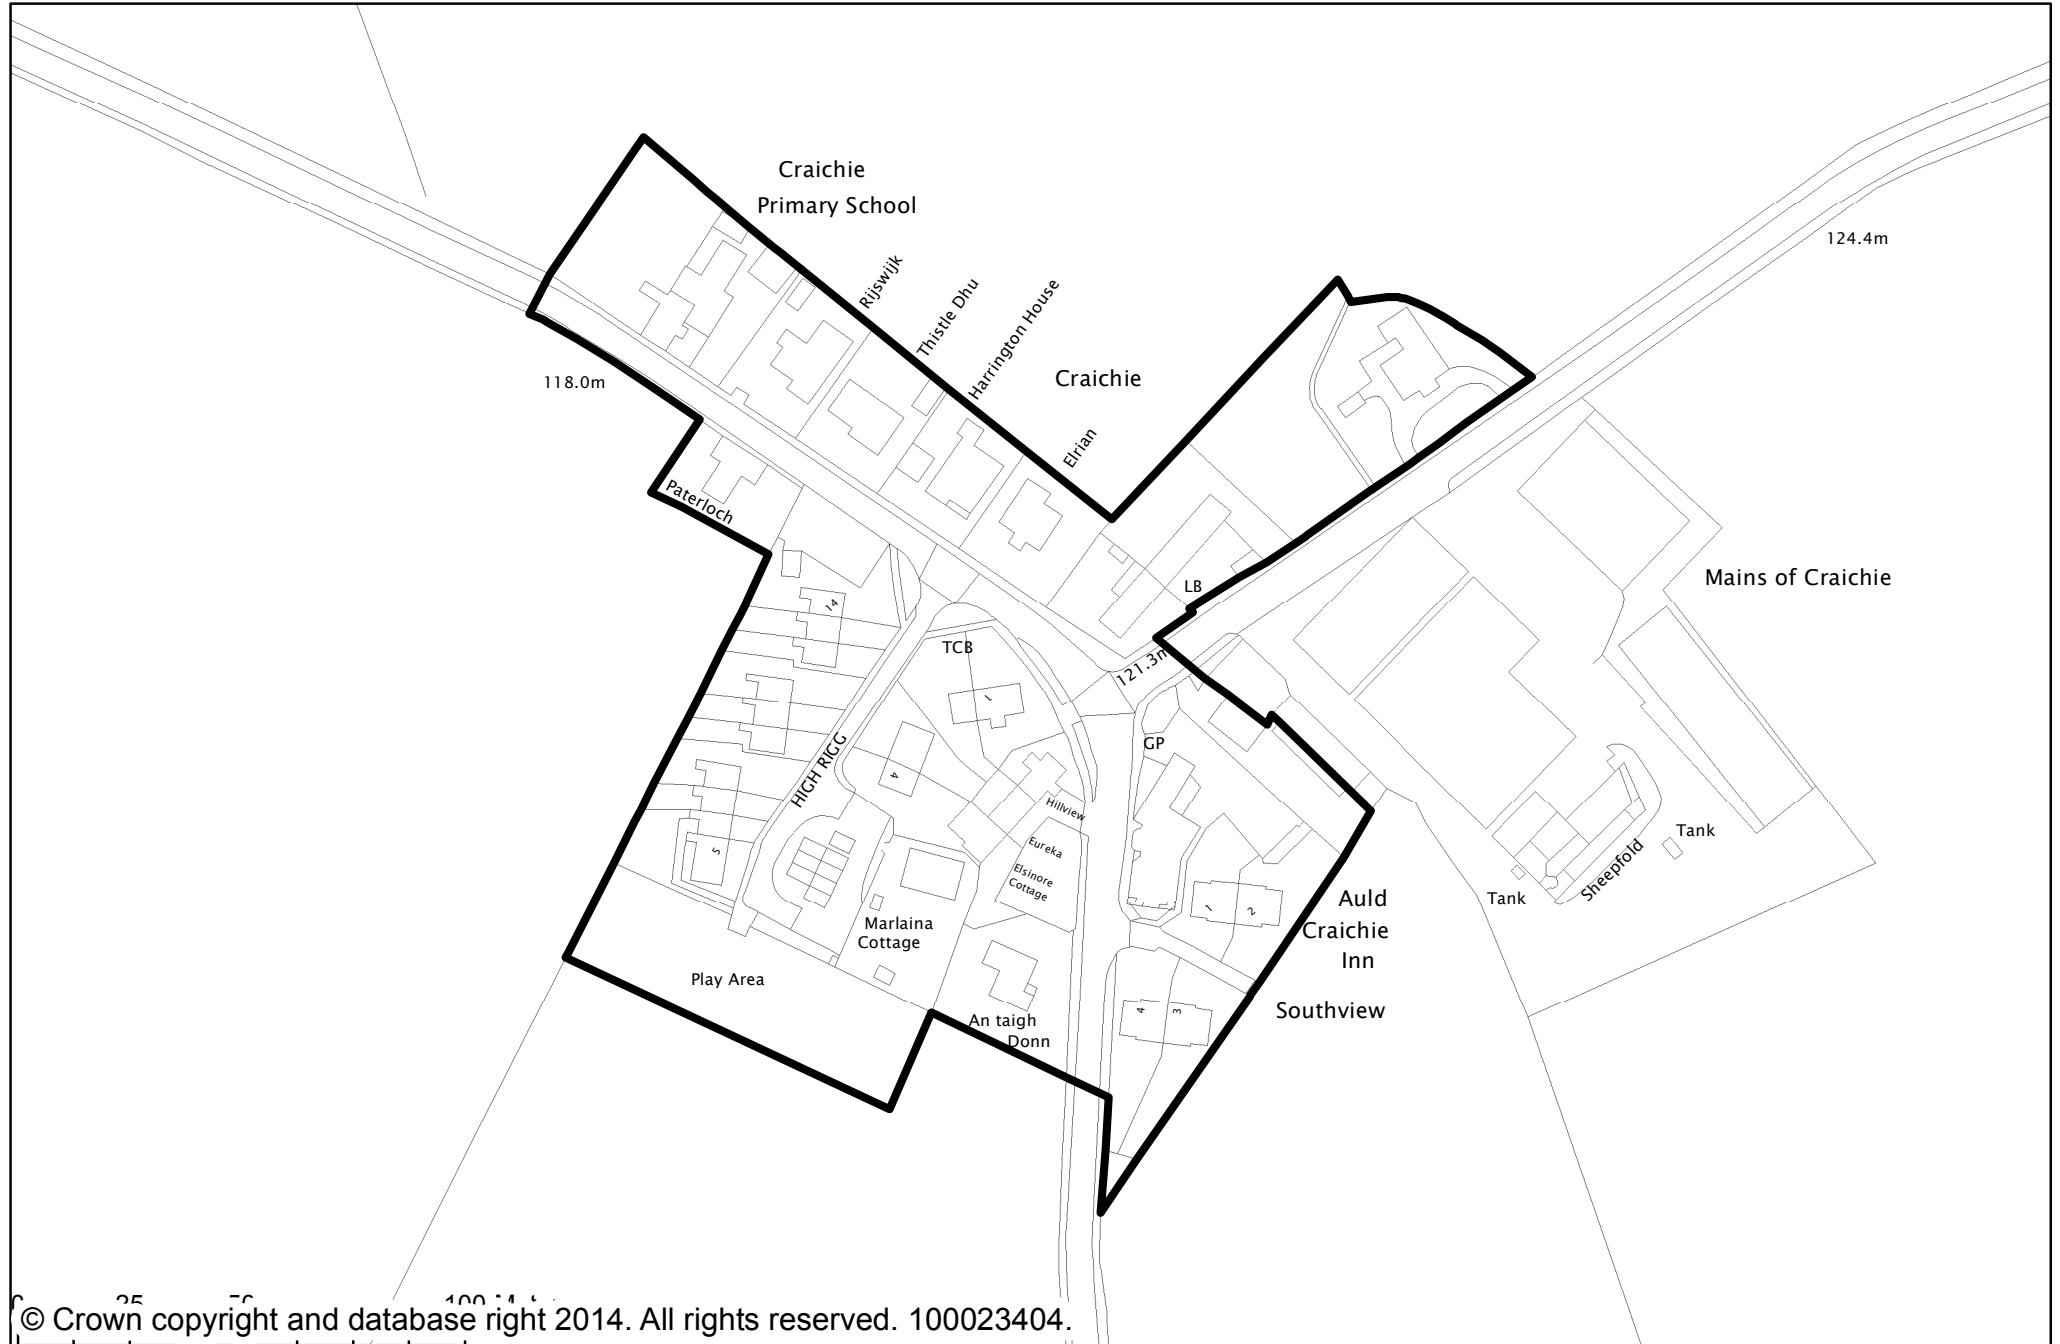 Craichie
Primary School
Rijswijk
Thistle Dhu
Harrington House
Craichie
Elrian
124.4m
118.0m
Paterloch
LB
Mains of Craichie
14
TCB
121.3m
1
GP
HIGH RIGG
4
Hillview
Eureka
Elsinore
Cottage
5
Tank
Sheepfold
Tank
1
2
Auld
Craichie
Inn
Marlaina
Cottage
Play Area
An taigh
Donn
4
3
Southview
© Crown copyright and database right 2014. All rights reserved. 100023404.